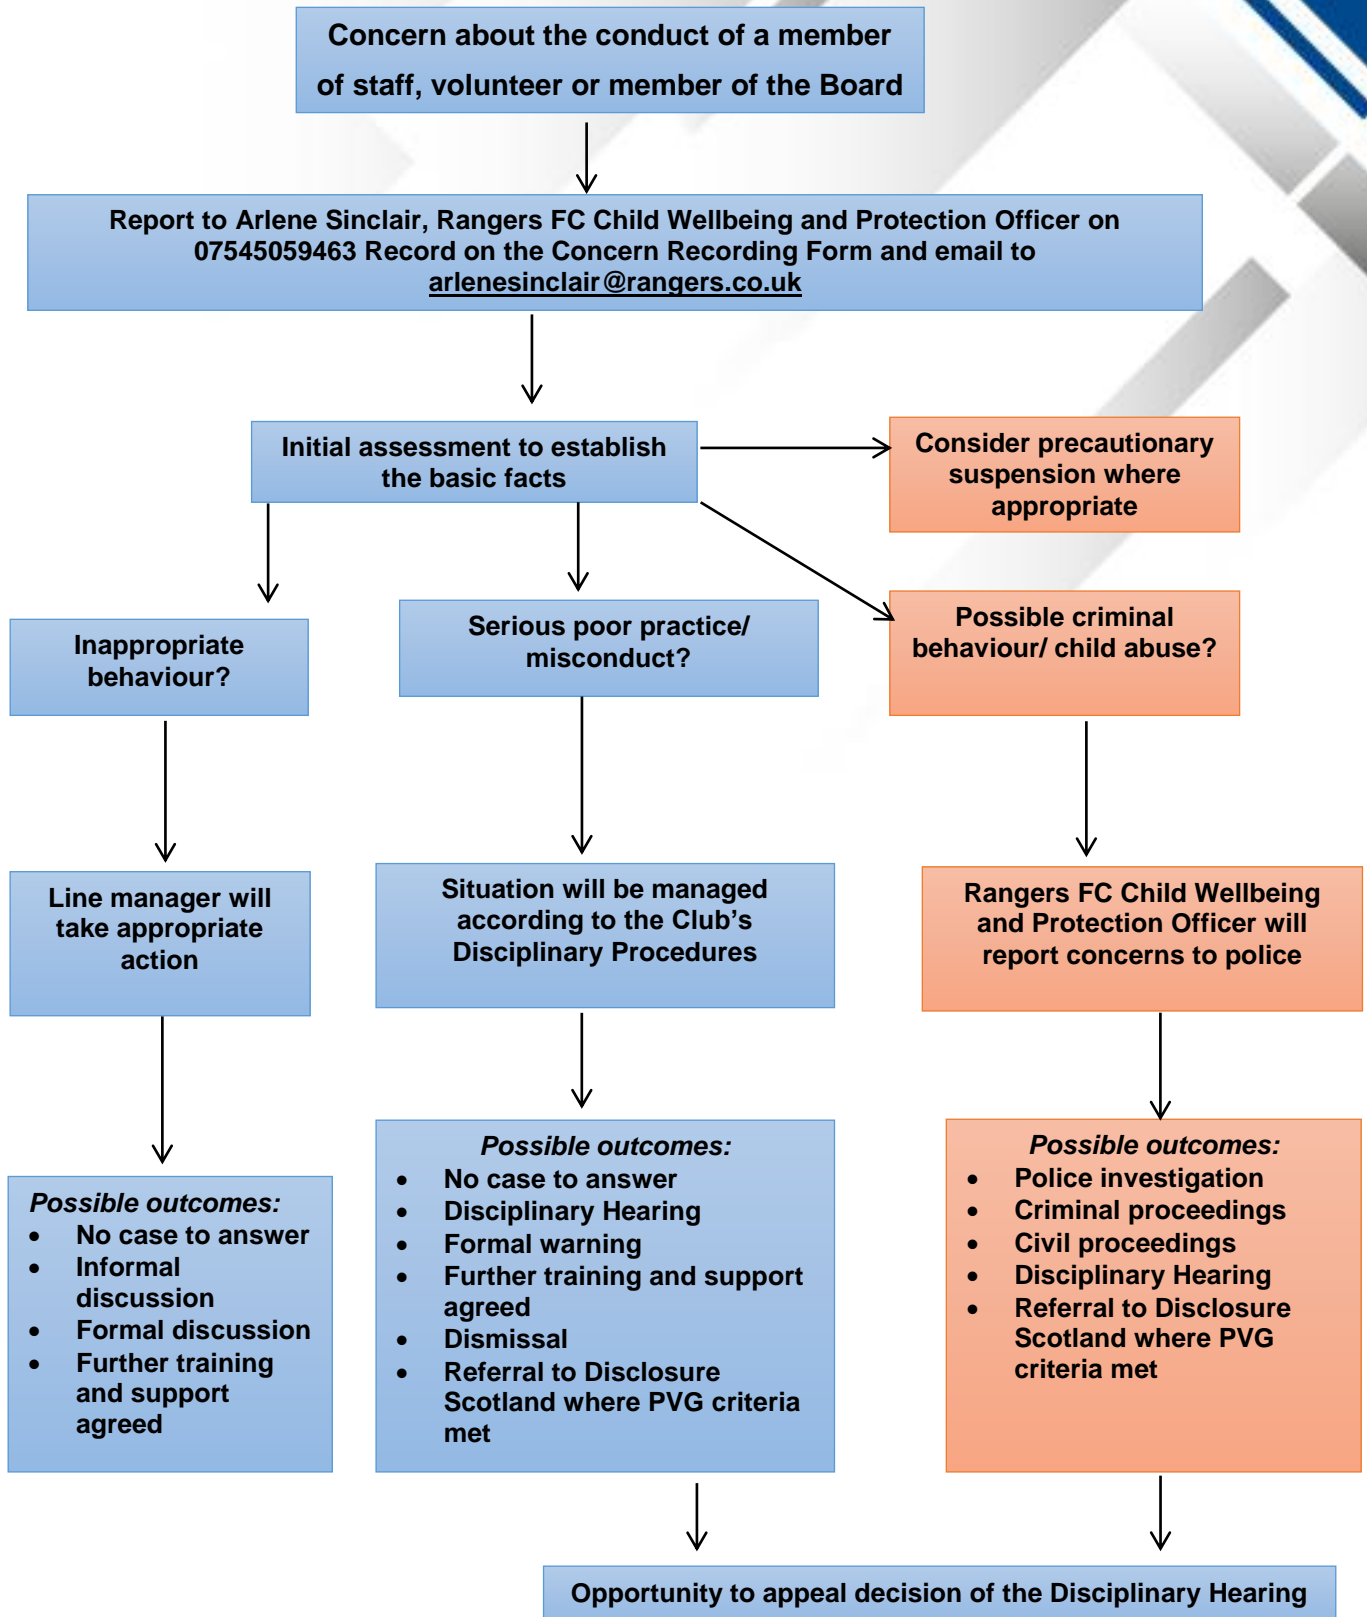 Concern about the conduct of a member
of staff, volunteer or member of the Board
Report to Arlene Sinclair, Rangers FC Child Wellbeing and Protection Officer on
07545059463 Record on the Concern Recording Form and email to
arlenesinclair@rangers.co.uk
Initial assessment to establish
the basic facts
Consider precautionary
suspension where
appropriate
Inappropriate
behaviour?
Serious poor practice/
misconduct?
Possible criminal
behaviour/ child abuse?
Line manager will
take appropriate
action
Situation will be managed
according to the Club’s
Disciplinary Procedures
Rangers FC Child Wellbeing
and Protection Officer will
report concerns to police
Possible outcomes:
• No case to answer
• Informal
discussion
• Formal discussion
• Further training
and support
agreed
Possible outcomes:
• No case to answer
• Disciplinary Hearing
• Formal warning
• Further training and support
agreed
• Dismissal
• Referral to Disclosure
Scotland where PVG criteria
met
Possible outcomes:
• Police investigation
• Criminal proceedings
• Civil proceedings
• Disciplinary Hearing
• Referral to Disclosure
Scotland where PVG
criteria met
Opportunity to appeal decision of the Disciplinary Hearing